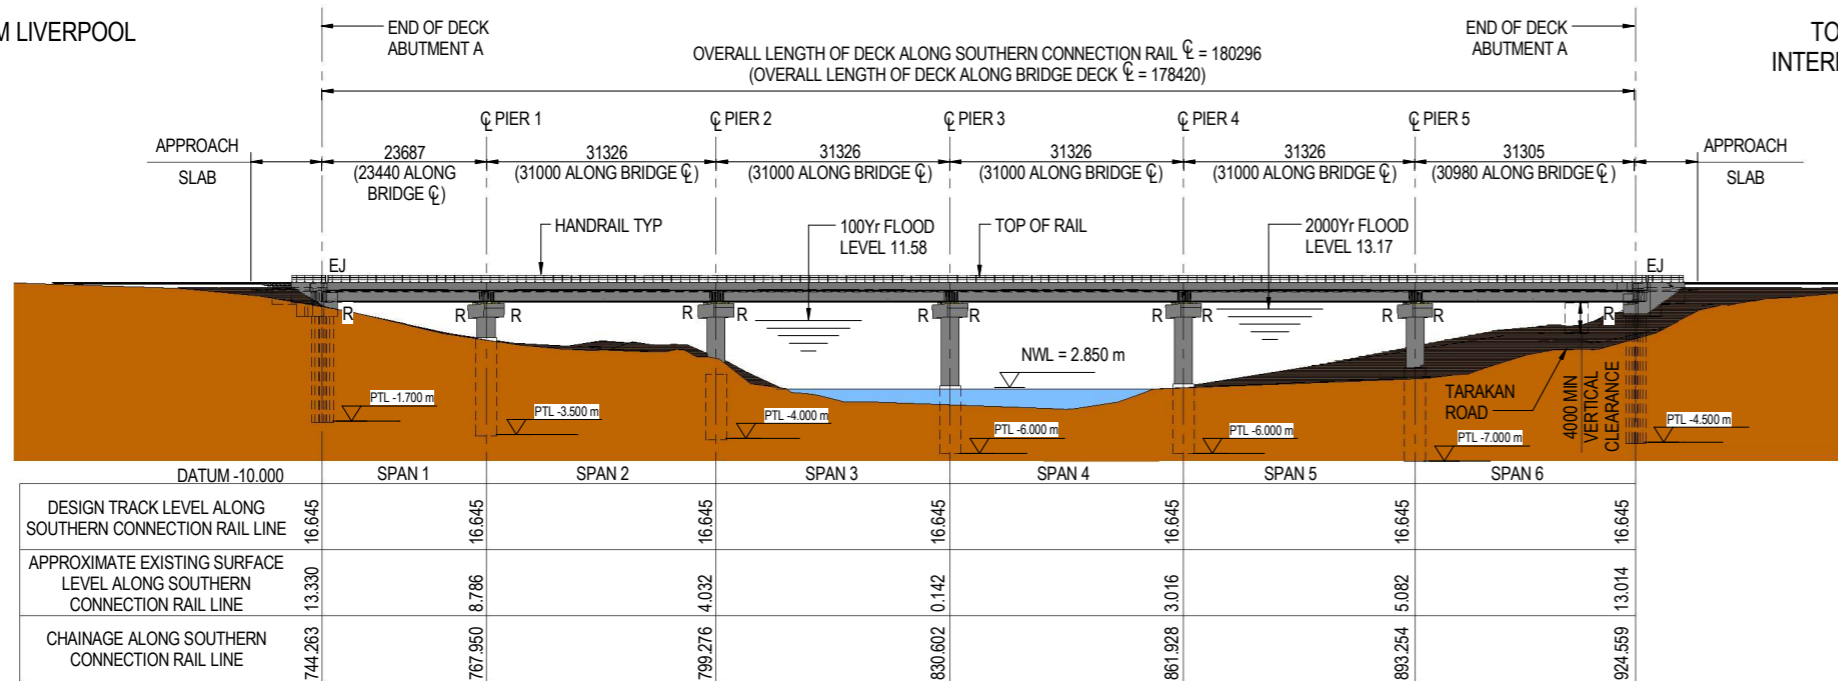 M LIVERPOOL
END OF DECK
ABUTMENT A
OVERALL LENGTH OF DECK ALONG SOUTHERN CONNECTION RAIL ℄ = 180296
(OVERALL LENGTH OF DECK ALONG BRIDGE DECK ℄ = 178420)
END OF DECK
ABUTMENT A
TO
INTER
℄ PIER 1
℄ PIER 2
℄ PIER 3
℄ PIER 4
℄ PIER 5
APPROACH
SLAB
23687
(23440 ALONG
BRIDGE ℄)
31326
(31000 ALONG BRIDGE ℄)
31326
(31000 ALONG BRIDGE ℄)
31326
(31000 ALONG BRIDGE ℄)
31326
(31000 ALONG BRIDGE ℄)
31305
(30980 ALONG BRIDGE ℄)
APPROACH
SLAB
HANDRAIL TYP
100Yr FLOOD
LEVEL 11.58
TOP OF RAIL
2000Yr FLOOD
LEVEL 13.17
EJ
EJ
R
R
R
R
R
R
R
R
R
R
R
R
NWL = 2.850 m
TARAKAN
ROAD
4000 MIN
VERTICAL
CLEARANCE
PTL -1.700 m
PTL -3.500 m
PTL -4.000 m
PTL -6.000 m
PTL -6.000 m
PTL -7.000 m
PTL -4.500 m
DATUM -10.000
SPAN 1
SPAN 2
SPAN 3
SPAN 4
SPAN 5
SPAN 6
DESIGN TRACK LEVEL ALONG
SOUTHERN CONNECTION RAIL LINE
16.645
16.645
16.645
16.645
16.645
16.645
16.645
APPROXIMATE EXISTING SURFACE
LEVEL ALONG SOUTHERN
CONNECTION RAIL LINE
13.330
8.786
4.032
0.142
3.016
5.082
13.014
CHAINAGE ALONG SOUTHERN
CONNECTION RAIL LINE
744.263
767.950
799.276
830.602
861.928
893.254
924.559